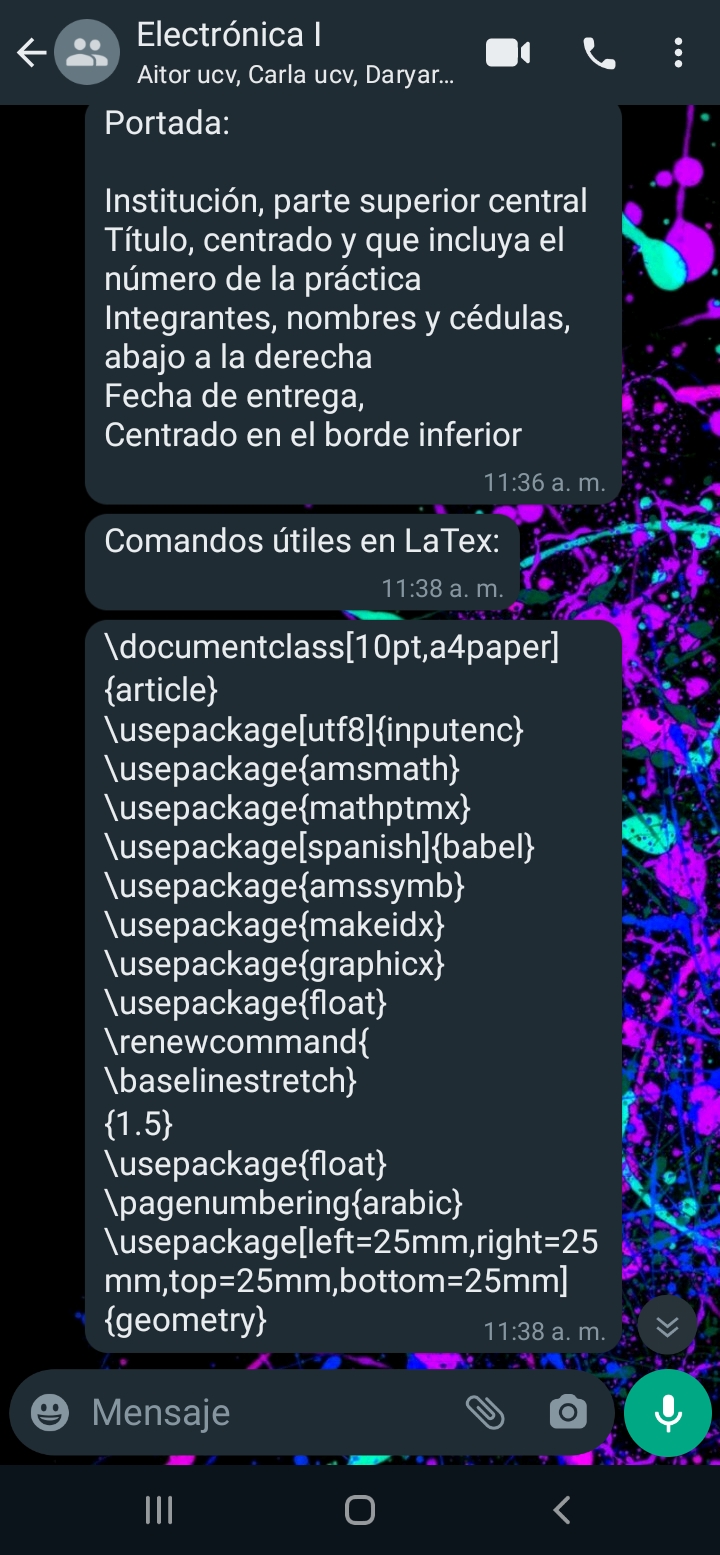 Electrónica I
Aitor ucv, Carla ucv, Daryar...
Portada:
Institución, parte superior central
Título, centrado y que incluya el
número de la práctica
Integrantes, nombres y cédulas,
abajo a la derecha
Fecha de entrega,
Centrado en el borde inferior
11:36 a. m.
Comandos útiles en LaTex:
11:38 a. m.
\documentclass[10pt,a4paper]
{article}
\usepackage[utf8]{inputenc}
\usepackage{amsmath}
\usepackage{mathptmx}
\usepackage[spanish]{babel}
\usepackage{amssymb}
\usepackage{makeidx}
\usepackage{graphicx}
\usepackage{float}
\renewcommand{
\baselinestretch}
{1.5}
\usepackage{float}
\pagenumbering{arabic}
\usepackage[left=25mm,right=25
mm,top=25mm,bottom=25mm]
{geometry}
11:38 a. m.
Mensaje